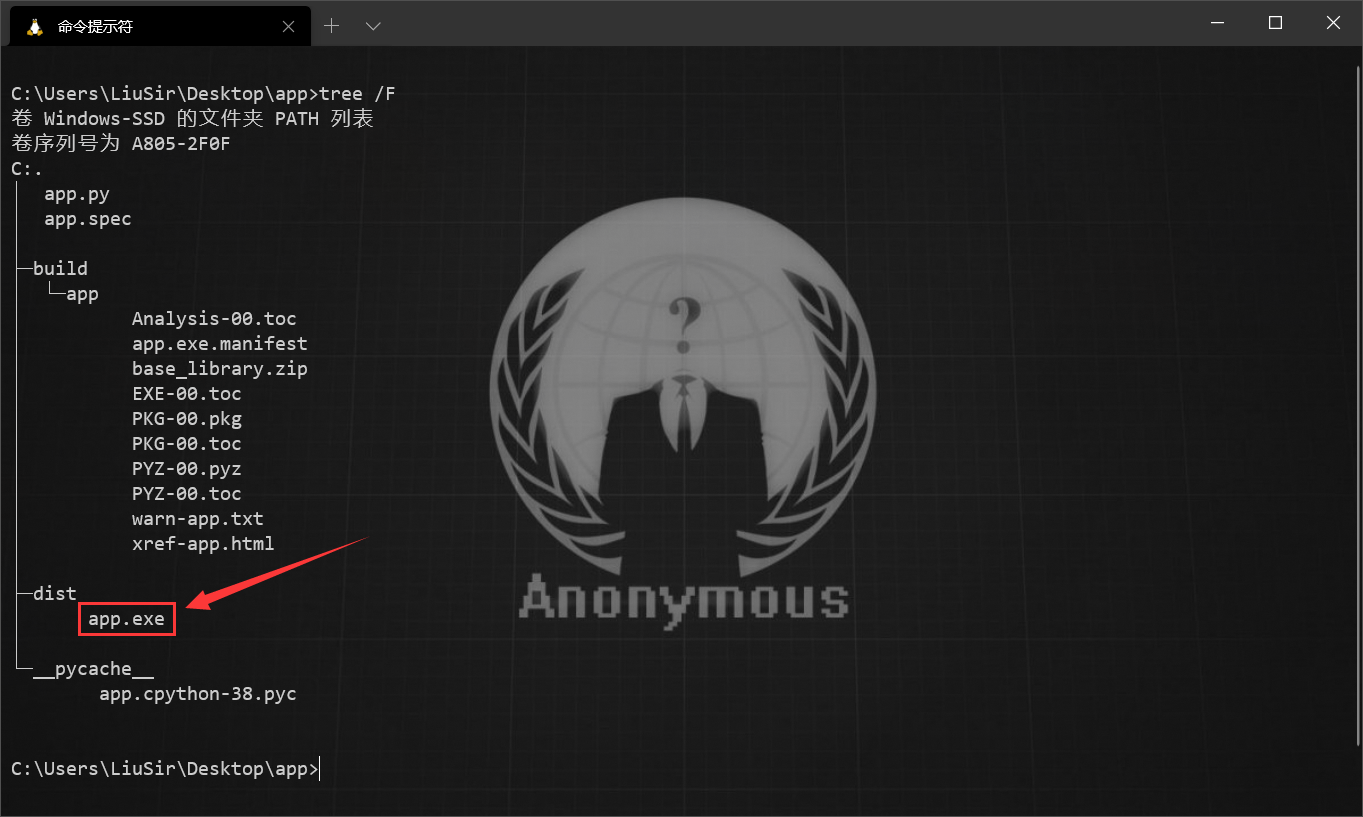 命令提示符
C:\Users\LiuSir\Desktop\app>tree /F
卷 Windows-SSD 的文件夹 PATH 列表
卷序列号为 A805-2F0F
C:.
│  app.py
│  app.spec
│
├─build
│  └─app
│          Analysis-00.toc
│          app.exe.manifest
│          base_library.zip
│          EXE-00.toc
│          PKG-00.pkg
│          PKG-00.toc
│          PYZ-00.pyz
│          PYZ-00.toc
│          warn-app.txt
│          xref-app.html
│
├─dist
│      app.exe
│
└─__pycache__
        app.cpython-38.pyc
C:\Users\LiuSir\Desktop\app>
?
Anonymous